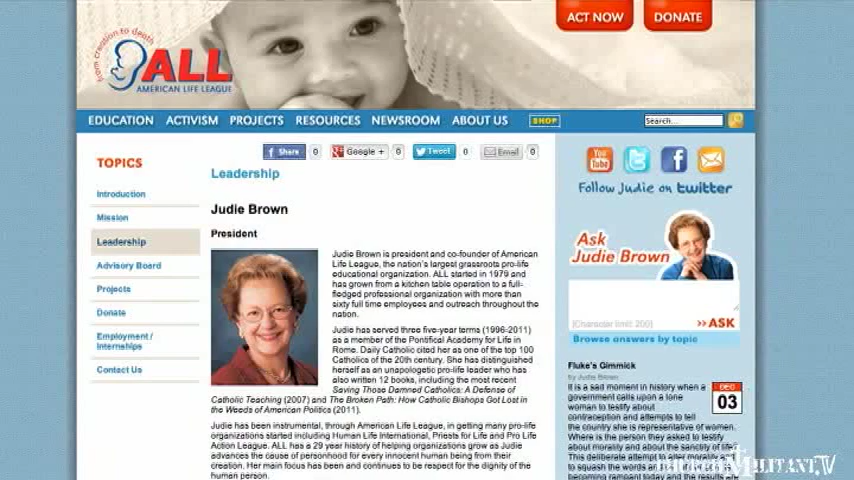 ACT NOW
DONATE
from creation to death
ALL
AMERICAN LIFE LEAGUE
EDUCATION ACTIVISM PROJECTS RESOURCES NEWSROOM ABOUT US SHOP Search...
TOPICS
Introduction
Mission
Leadership
Advisory Board
Projects
Donate
Employment /
Internships
Contact Us
Share 0 Google + 0 Tweet 0 Email 0
Leadership
Judie Brown
President
Judie Brown is president and co-founder of American
Life League, the nation's largest grassroots pro-life
educational organization. ALL started in 1979 and
has grown from a kitchen table operation to a full-
fledged professional organization with more than
sixty full time employees and outreach throughout the
nation.
Judie has served three five-year terms (1996-2011)
as a member of the Pontifical Academy for Life in
Rome. Daily Catholic cited her as one of the top 100
Catholics of the 20th century. She has distinguished
herself as an unapologetic pro-life leader who has
also written 12 books, including the most recent
Saving Those Damned Catholics: A Defense of
Catholic Teaching (2007) and The Broken Path: How Catholic Bishops Got Lost in
the Weeds of American Politics (2011).
Judie has been instrumental, through American Life League, in getting many pro-life
organizations started including Human Life International, Priests for Life and Pro Life
Action League. ALL has a 29 year history of helping organizations grow as Judie
advances the cause of personhood for every innocent human being from their
creation. Her main focus has been and continues to be respect for the dignity of the
human person.
You
Tube
Follow Judie on twitter
Ask
Judie Brown
[Character limit: 200]
>> ASK
Browse answers by topic
Fluke's Gimmick
by Judie Brown
DEC
03
It is a sad moment in history when a
government calls upon a lone
woman to testify about
contraception and attempts to tell
the country she is representative of women.
Where is the person they asked to testify
about morality and about the sanctity of life?
This deliberate attempt to alter morality and
to squash the words an
rampant today and the results are
MILITANT.TV